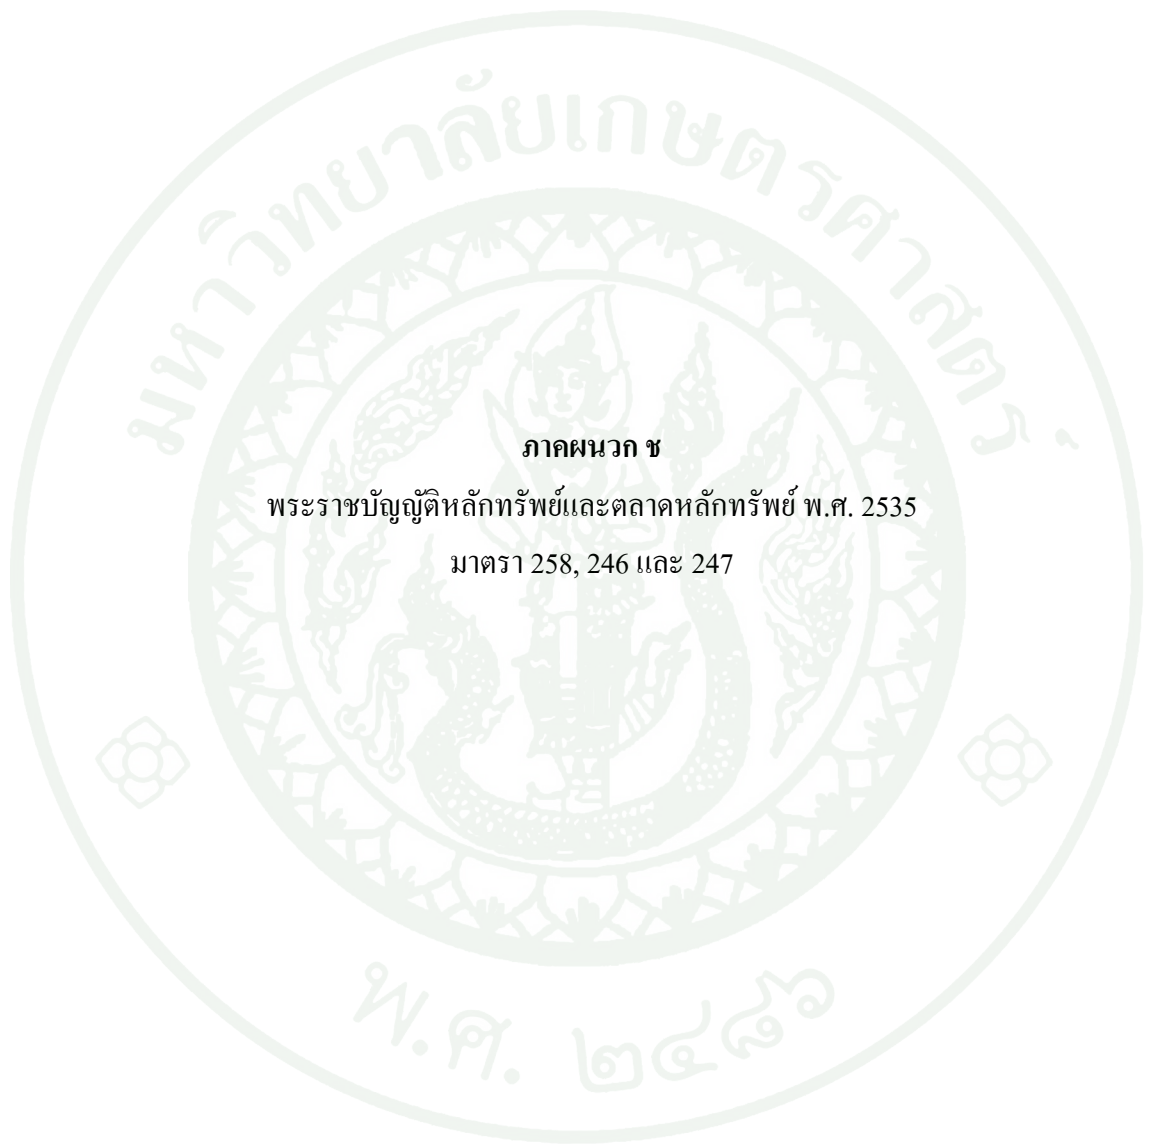 มหาวิทยาลัยเกษตรศาสตร์
ภาคผนวก ช
พระราชบัญญัติหลักทรัพย์และตลาดหลักทรัพย์ พ.ศ. 2535
มาตรา 258, 246 และ 247
พ.ศ. ๒๔๘๖